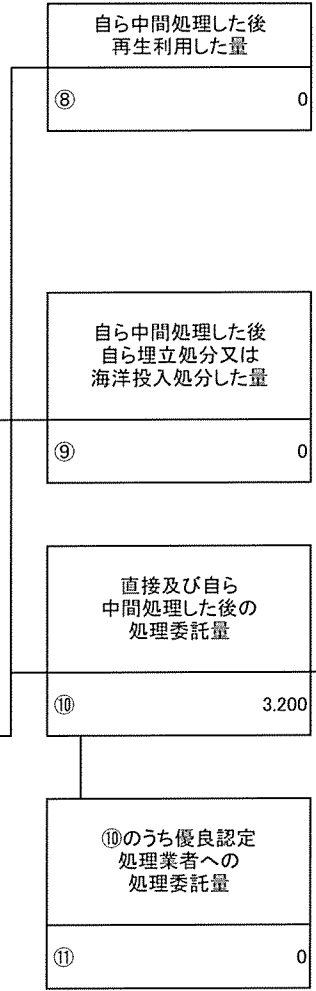 自ら中間処理した後
再生利用した量
⑧ 0
自ら中間処理した後
自ら埋立処分又は
海洋投入処分した量
⑨ 0
直接及び自ら
中間処理した後の
処理委託量
⑩ 3.200
⑩のうち優良認定
処理業者への
処理委託量
⑪ 0